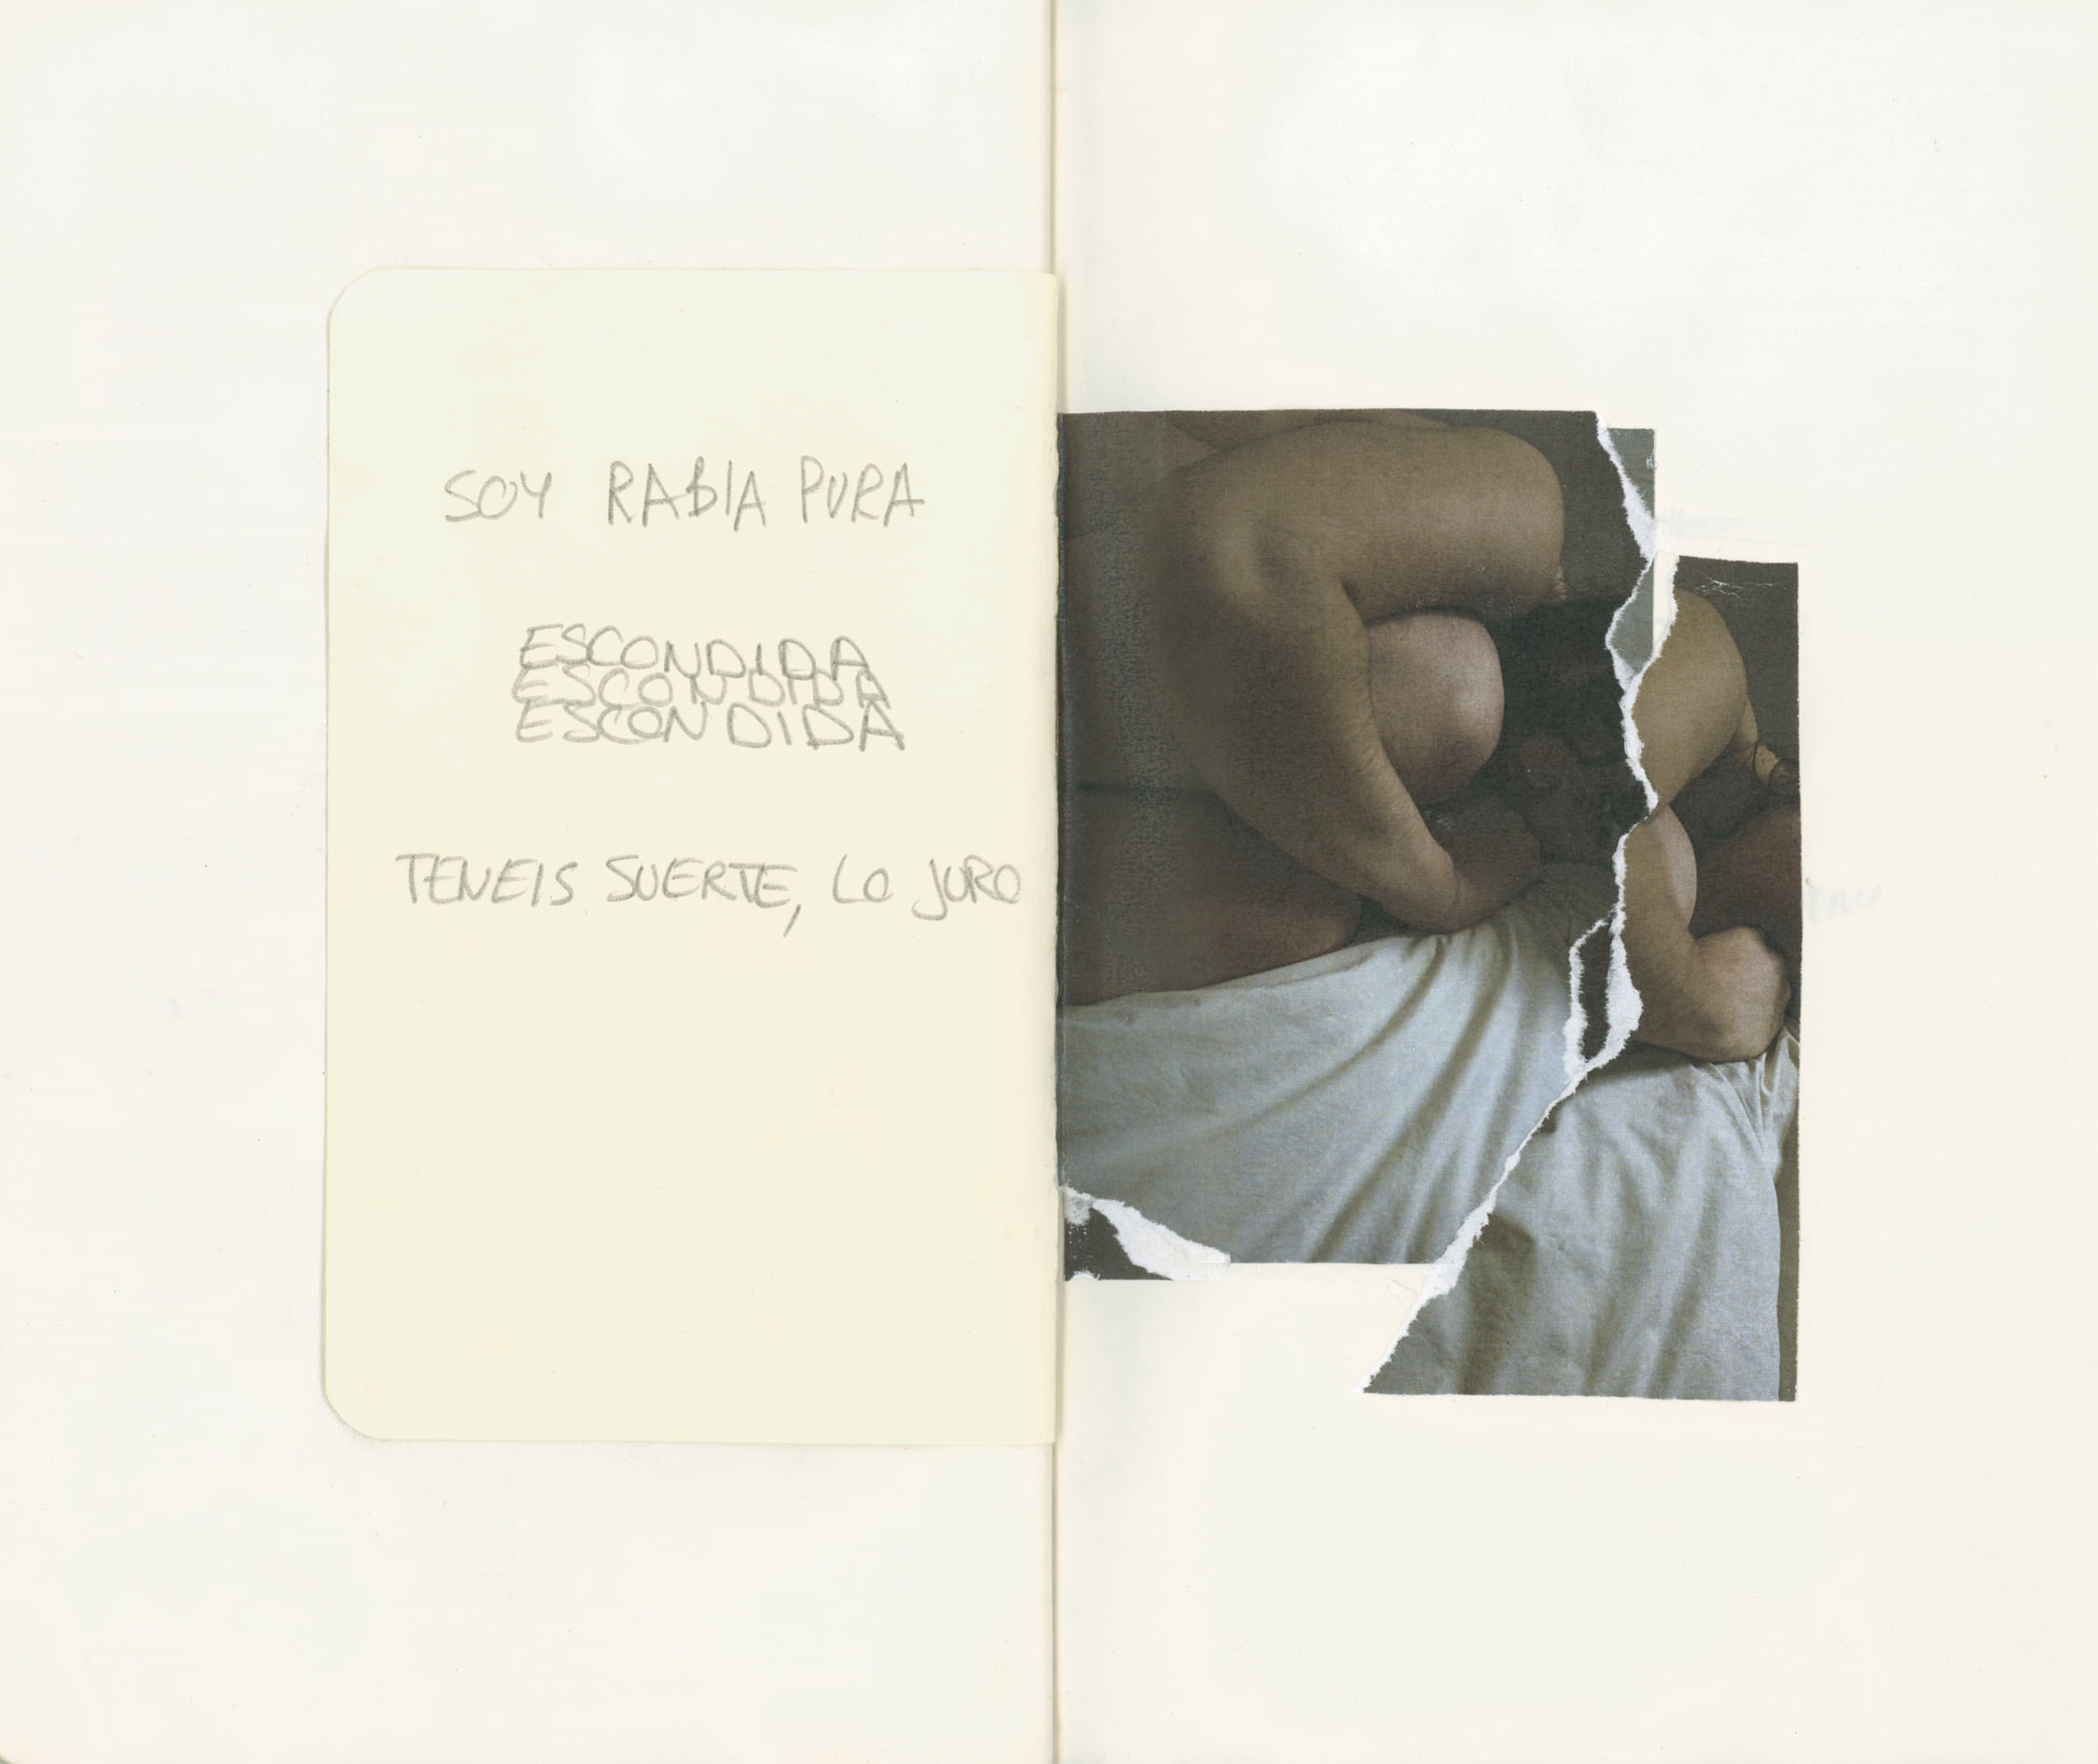 SOY RABIA PURA
ESCONDIDA
ESCONDIDA
ESCONDIDA
TENEIS SUERTE, LO JURO